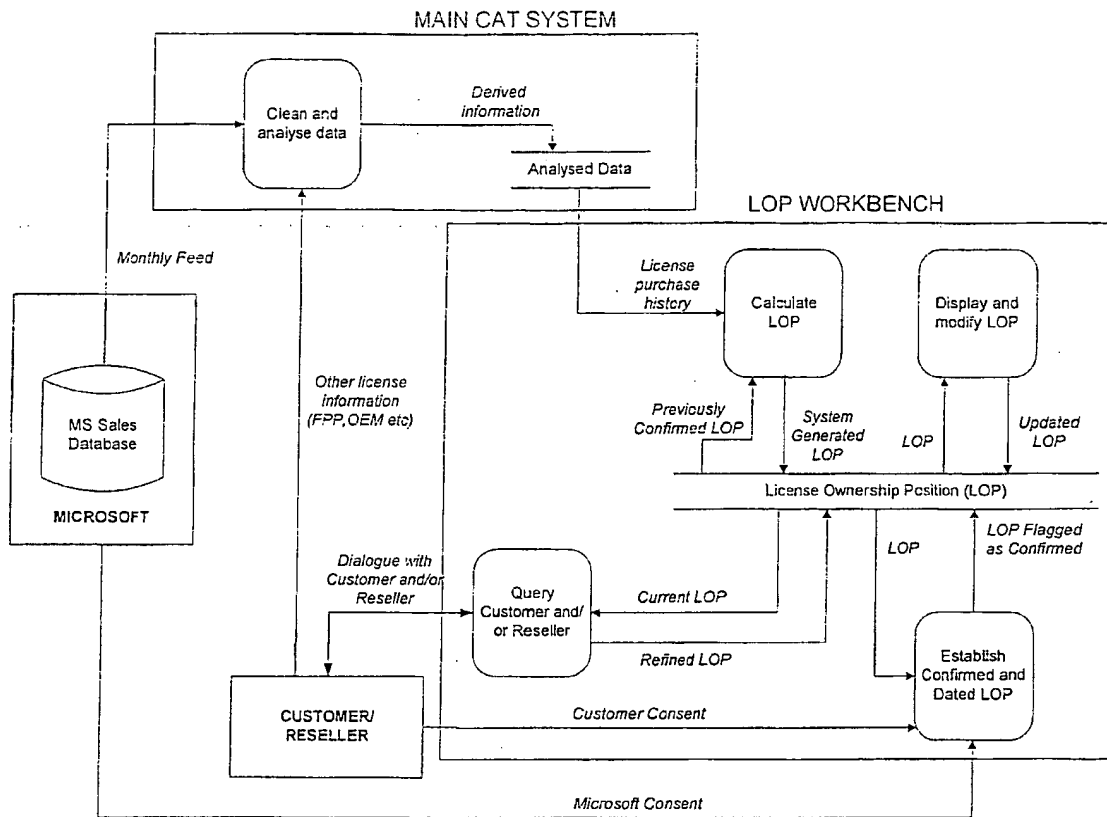 MAIN CAT SYSTEM
Clean and
analyse data
Derived
information
Analysed Data
LOP WORKBENCH
Monthly Feed
License
purchase
history
Calculate
LOP
Display and
modify LOP
MS Sales
Database
MICROSOFT
Other license
information
(FPP, OEM etc)
Previously
Confirmed LOP
System
Generated
LOP
LOP
Updated
LOP
License Ownership Position (LOP)
Dialogue with
Customer and/or
Reseller
Query
Customer and/
or Reseller
Current LOP
Refined LOP
LOP
LOP Flagged
as Confirmed
Establish
Confirmed and
Dated LOP
CUSTOMER/
RESELLER
Customer Consent
Microsoft Consent